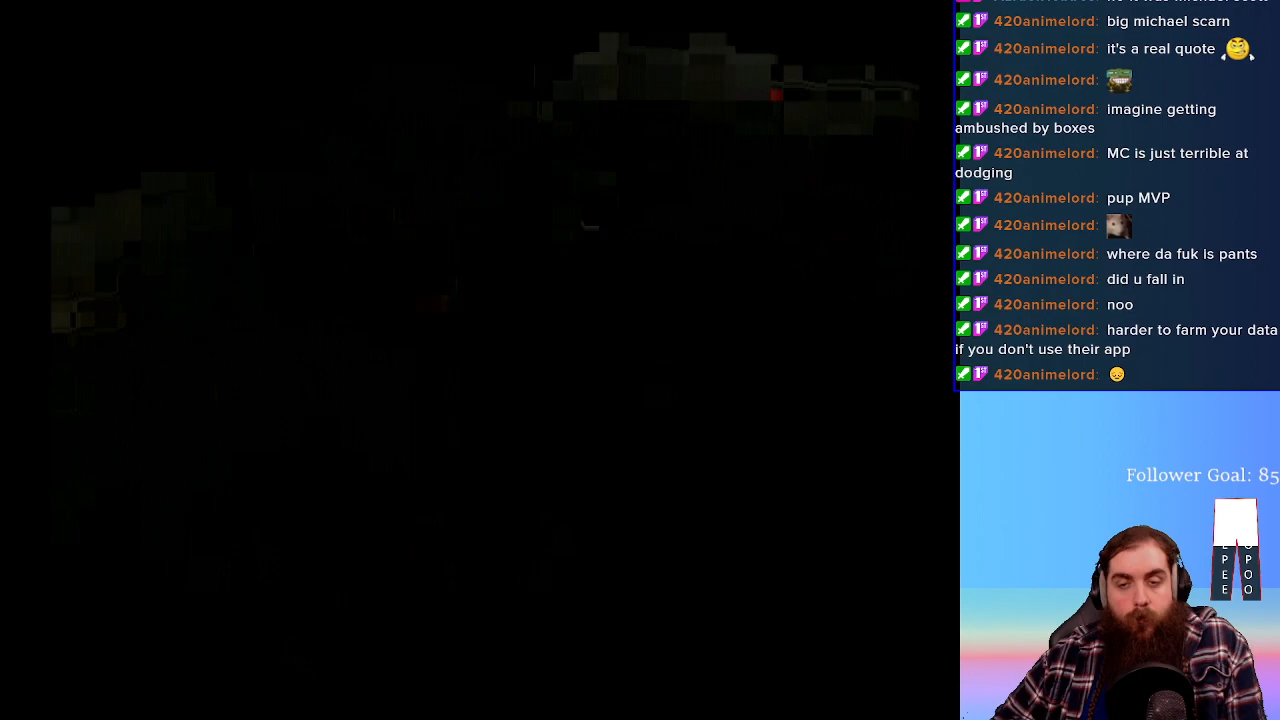 420animelord: big michael scarn
420animelord: it's a real quote
420animelord:
420animelord: imagine getting
ambushed by boxes
420animelord: MC is just terrible at
dodging
420animelord: pup MVP
420animelord:
420animelord: where da fuk is pants
420animelord: did u fall in
420animelord: noo
420animelord: harder to farm your data
if you don't use their app
420animelord:
Follower Goal: 85
P O
E O
E O